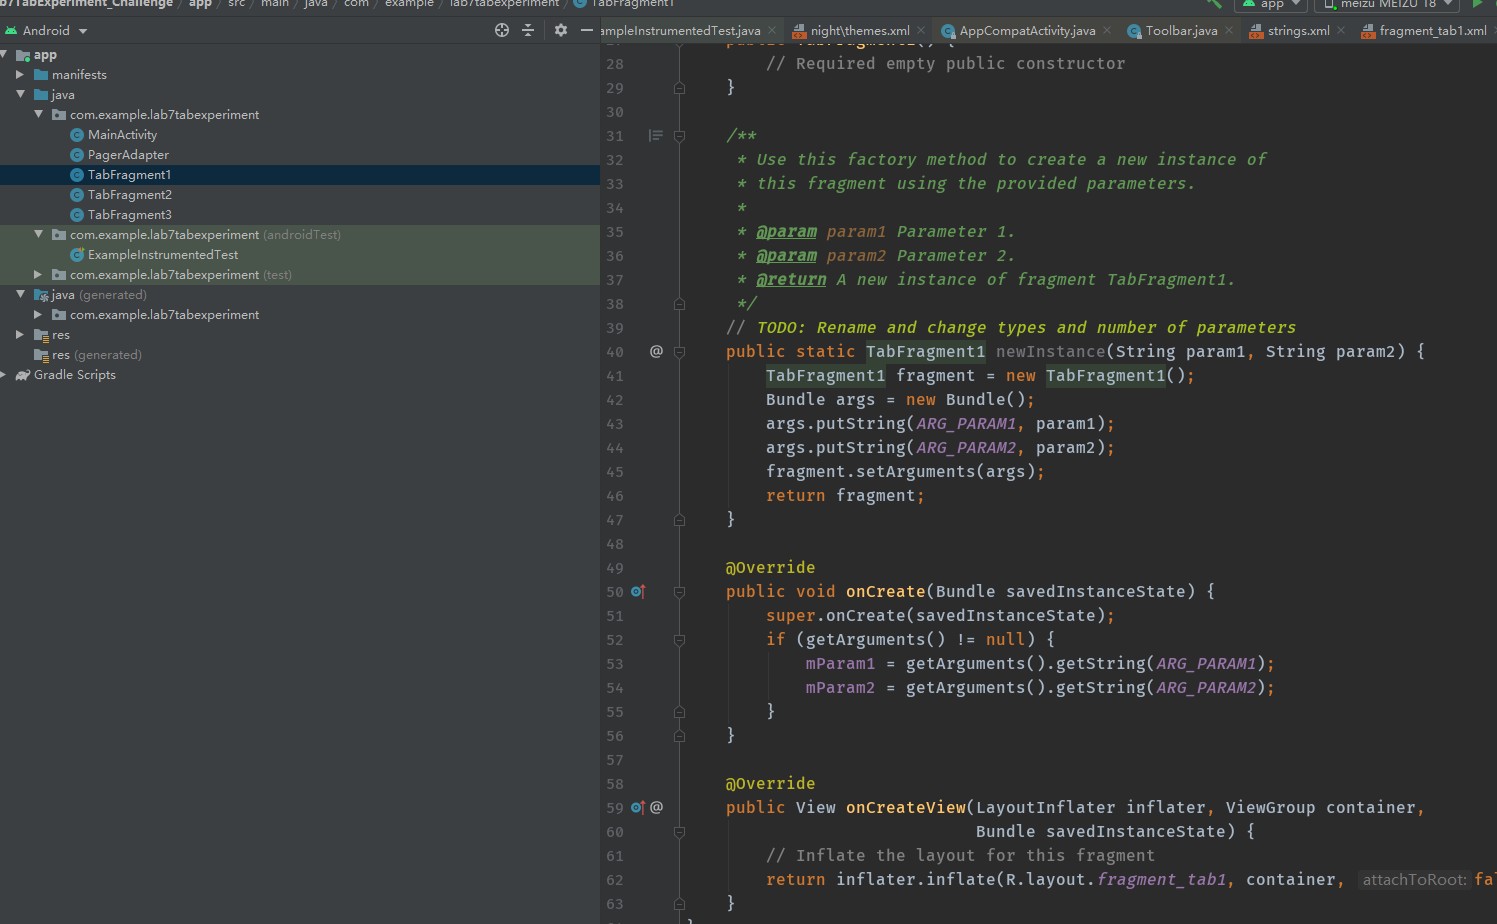 b7TabExperiment_Challenge / app / src / main / java / com / example / lab7tabexperiment / TabFragment1
app
meizu MEIZU 18
Android
ampleInstrumentedTest.java
night\themes.xml
AppCompatActivity.java
Toolbar.java
strings.xml
fragment_tab1.xml
app
manifests
java
com.example.lab7tabexperiment
MainActivity
PagerAdapter
TabFragment1
TabFragment2
TabFragment3
com.example.lab7tabexperiment (androidTest)
ExampleInstrumentedTest
com.example.lab7tabexperiment (test)
java (generated)
com.example.lab7tabexperiment
res
res (generated)
Gradle Scripts
28 // Required empty public constructor
29 }
30
31 /**
32 * Use this factory method to create a new instance of
33 * this fragment using the provided parameters.
34 *
35 * @param param1 Parameter 1.
36 * @param param2 Parameter 2.
37 * @return A new instance of fragment TabFragment1.
38 */
39 // TODO: Rename and change types and number of parameters
40 @ public static TabFragment1 newInstance(String param1, String param2) {
41 TabFragment1 fragment = new TabFragment1();
42 Bundle args = new Bundle();
43 args.putString(ARG_PARAM1, param1);
44 args.putString(ARG_PARAM2, param2);
45 fragment.setArguments(args);
46 return fragment;
47 }
48
49 @Override
50 public void onCreate(Bundle savedInstanceState) {
51 super.onCreate(savedInstanceState);
52 if (getArguments() != null) {
53 mParam1 = getArguments().getString(ARG_PARAM1);
54 mParam2 = getArguments().getString(ARG_PARAM2);
55 }
56 }
57
58 @Override
59 @ public View onCreateView(LayoutInflater inflater, ViewGroup container,
60 Bundle savedInstanceState) {
61 // Inflate the layout for this fragment
62 return inflater.inflate(R.layout.fragment_tab1, container, attachToRoot: fal
63 }